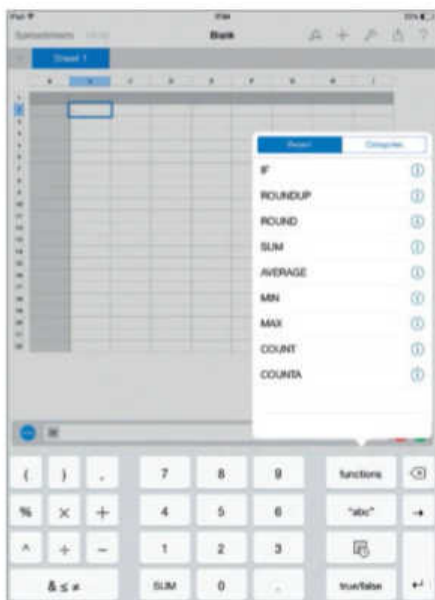 Spreadsheets
Blank
Sheet 1
Recent Categories
IF
ROUNDUP
ROUND
SUM
AVERAGE
MIN
MAX
COUNT
COUNTA
( ) , 7 8 9 functions
% × + 4 5 6 "abc"
^ ÷ − 1 2 3
& ≤ ≠ SUM 0 . true/false